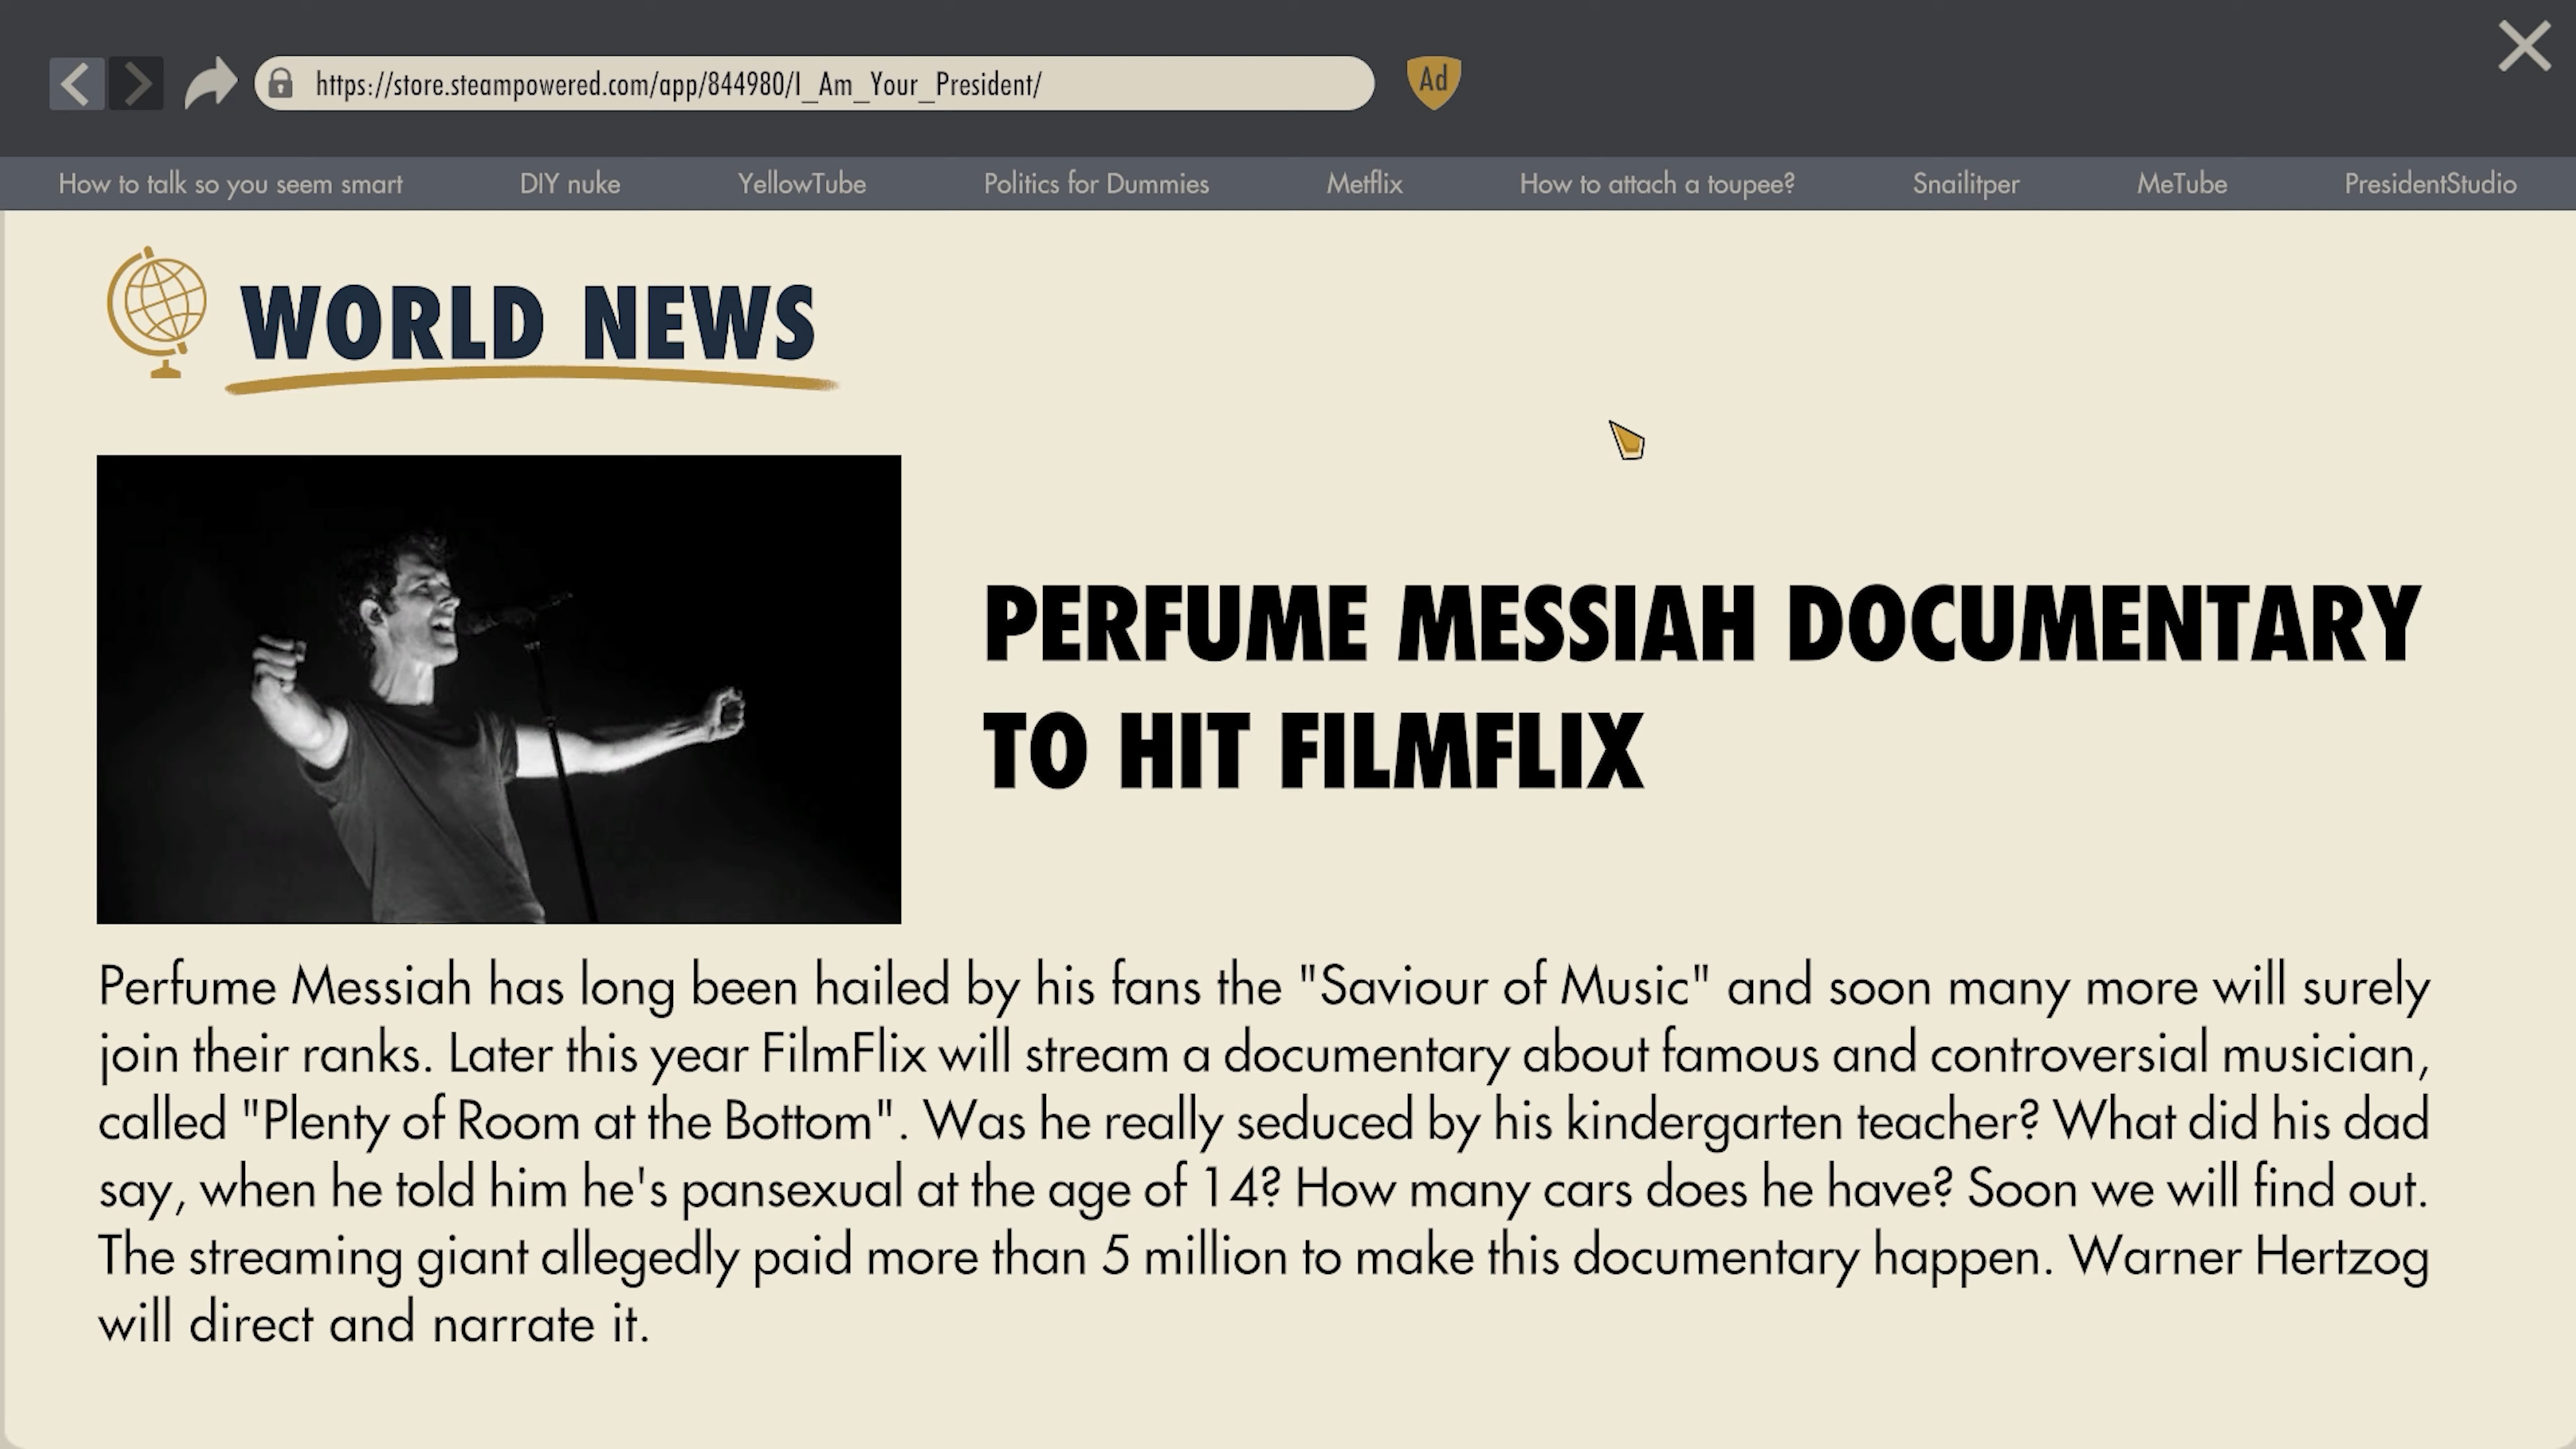 https://store.steampowered.com/app/844980/I_Am_Your_President/
Ad
How to talk so you seem smart
DIY nuke
YellowTube
Politics for Dummies
Metflix
How to attach a toupee?
Snailitper
MeTube
PresidentStudio
WORLD NEWS
PERFUME MESSIAH DOCUMENTARY
TO HIT FILMFLIX
Perfume Messiah has long been hailed by his fans the "Saviour of Music" and soon many more will surely
join their ranks. Later this year FilmFlix will stream a documentary about famous and controversial musician,
called "Plenty of Room at the Bottom". Was he really seduced by his kindergarten teacher? What did his dad
say, when he told him he's pansexual at the age of 14? How many cars does he have? Soon we will find out.
The streaming giant allegedly paid more than 5 million to make this documentary happen. Warner Hertzog
will direct and narrate it.